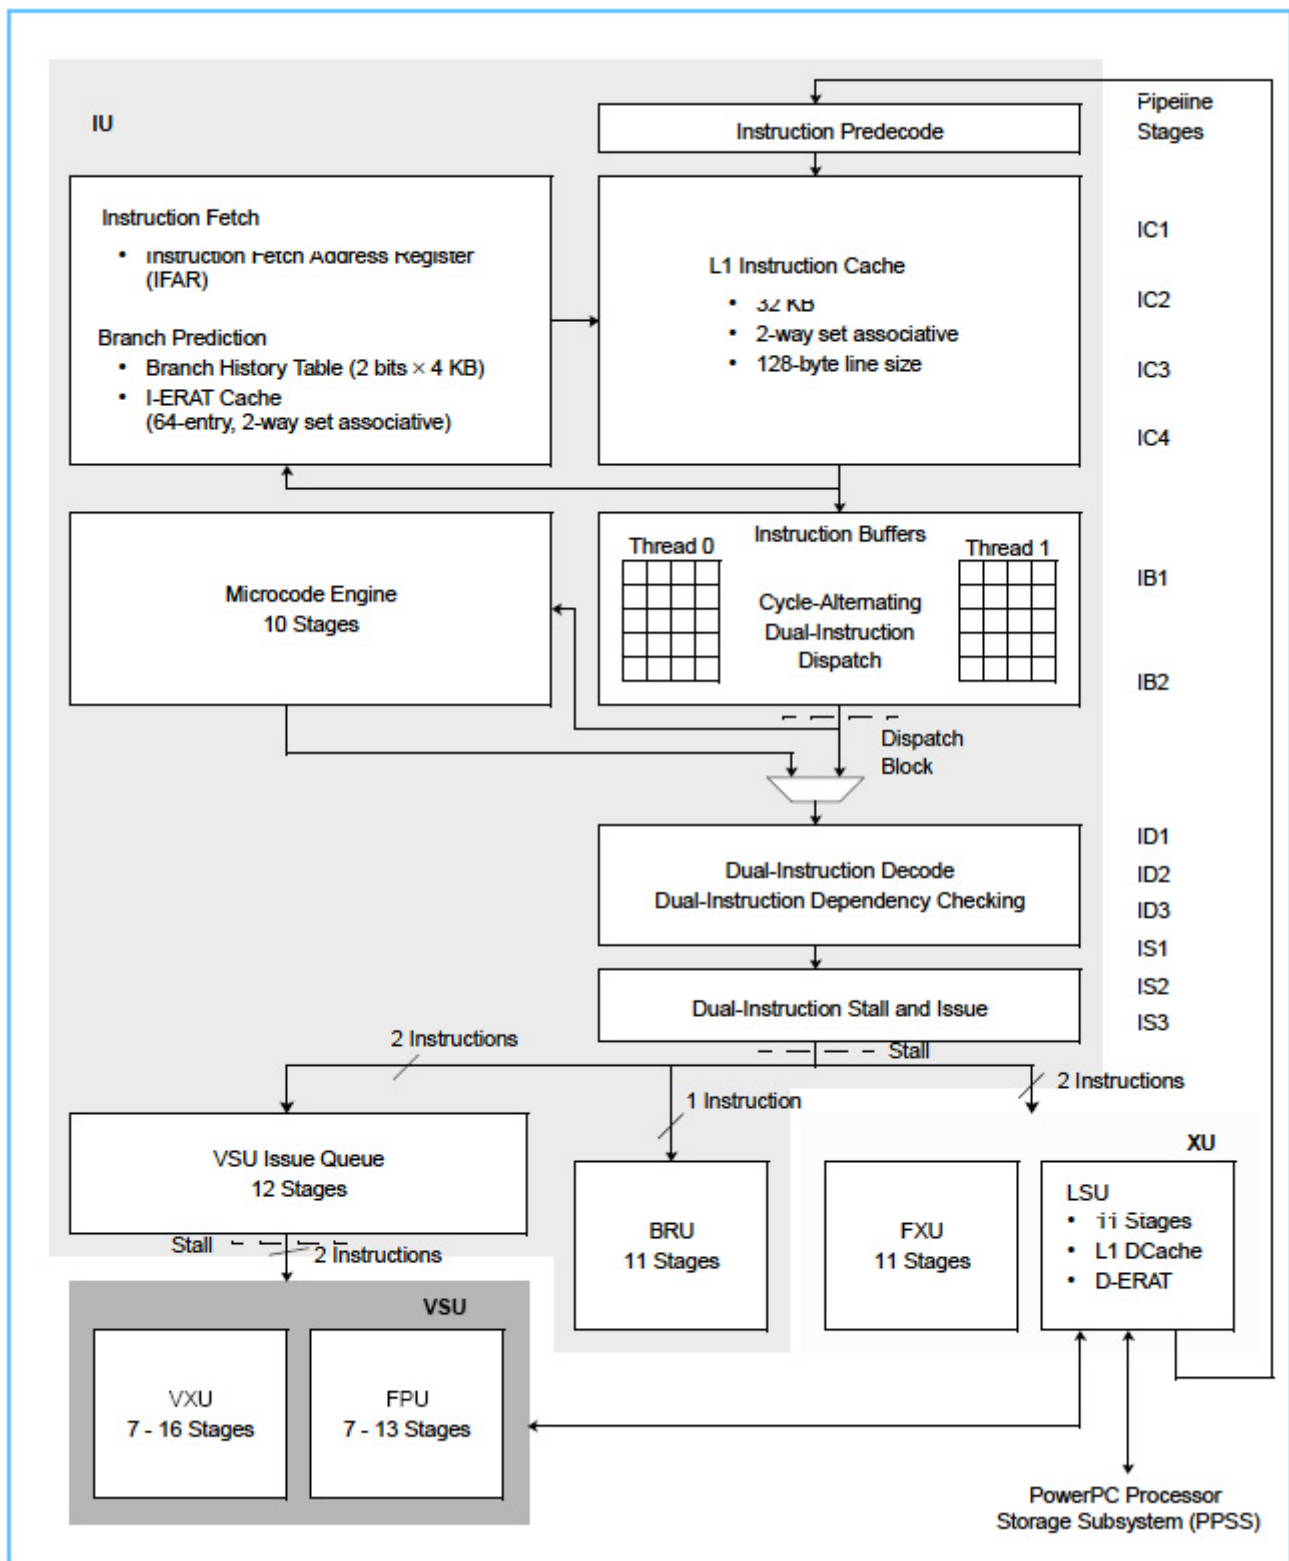 Pipeline
Stages
IU
Instruction Predecode
Instruction Fetch
• Instruction Fetch Address Register
(IFAR)
Branch Prediction
• Branch History Table (2 bits × 4 KB)
• I-ERAT Cache
(64-entry, 2-way set associative)
L1 Instruction Cache
• 32 KB
• 2-way set associative
• 128-byte line size
IC1
IC2
IC3
IC4
Microcode Engine
10 Stages
Instruction Buffers
Thread 0
Thread 1
Cycle-Alternating
Dual-Instruction
Dispatch
IB1
IB2
Dispatch
Block
Dual-Instruction Decode
Dual-Instruction Dependency Checking
ID1
ID2
ID3
IS1
Dual-Instruction Stall and Issue
IS2
IS3
Stall
2 Instructions
1 Instruction
2 Instructions
VSU Issue Queue
12 Stages
Stall
2 Instructions
BRU
11 Stages
XU
FXU
11 Stages
LSU
• 11 Stages
• L1 DCache
• D-ERAT
VSU
VXU
7 - 16 Stages
FPU
7 - 13 Stages
PowerPC Processor
Storage Subsystem (PPSS)